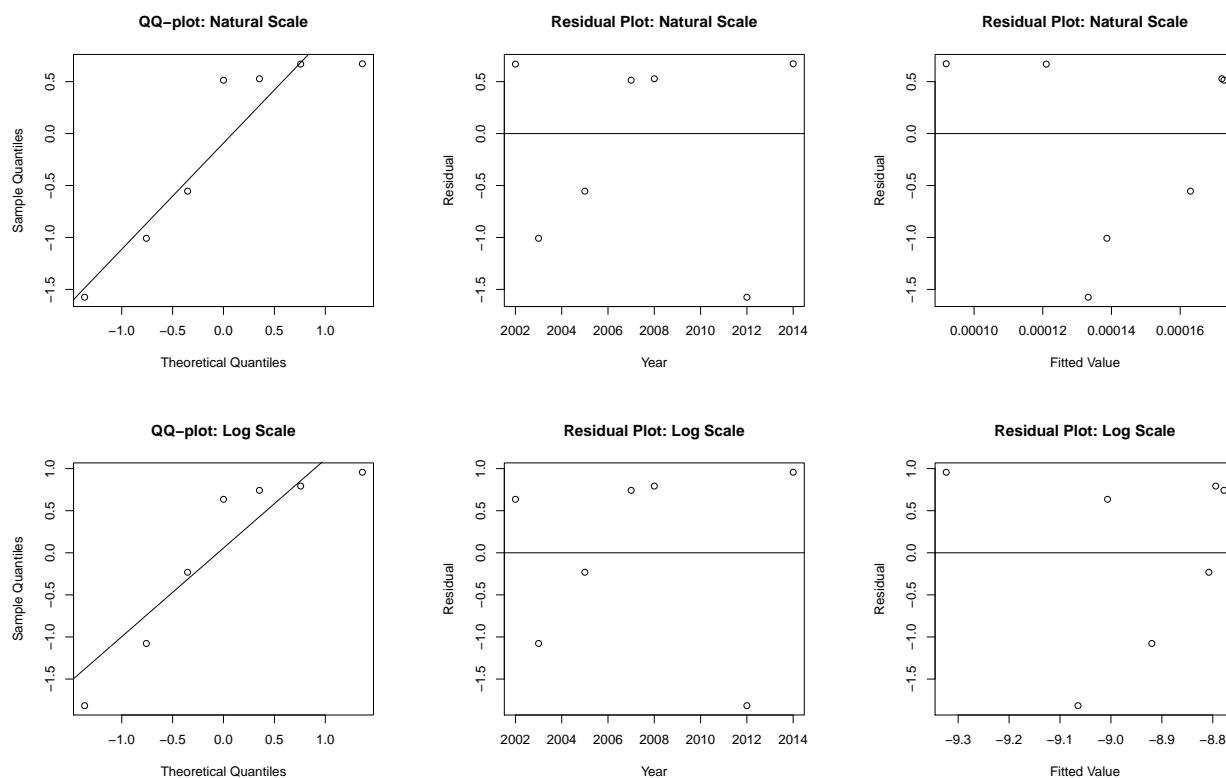 QQ−plot: Natural Scale
Sample Quantiles
0.5
0.0
−0.5
−1.0
−1.5
−1.0 −0.5 0.0 0.5 1.0
Theoretical Quantiles
Residual Plot: Natural Scale
Residual
0.5
0.0
−0.5
−1.0
−1.5
2002 2004 2006 2008 2010 2012 2014
Year
Residual Plot: Natural Scale
Residual
0.5
0.0
−0.5
−1.0
−1.5
0.00010 0.00012 0.00014 0.00016
Fitted Value
QQ−plot: Log Scale
Sample Quantiles
1.0
0.5
0.0
−0.5
−1.0
−1.5
−1.0 −0.5 0.0 0.5 1.0
Theoretical Quantiles
Residual Plot: Log Scale
Residual
1.0
0.5
0.0
−0.5
−1.0
−1.5
2002 2004 2006 2008 2010 2012 2014
Year
Residual Plot: Log Scale
Residual
1.0
0.5
0.0
−0.5
−1.0
−1.5
−9.3 −9.2 −9.1 −9.0 −8.9 −8.8
Fitted Value